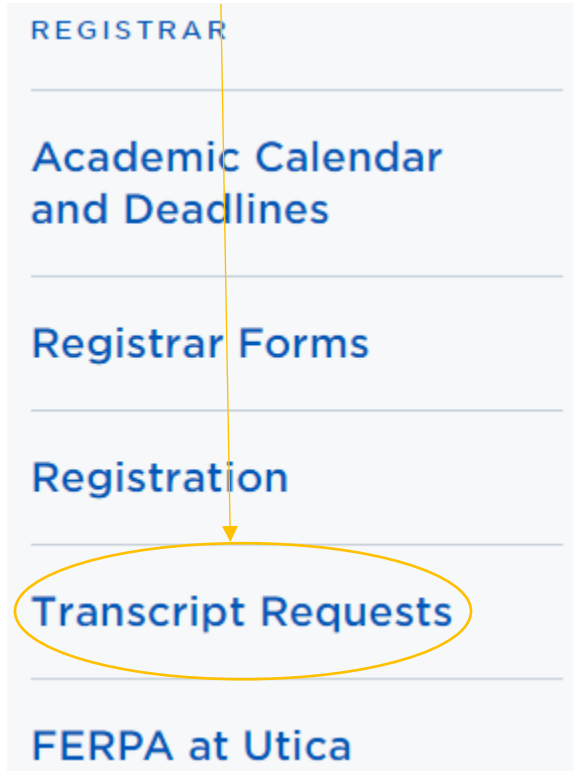 REGISTRAR
Academic Calendar
and Deadlines
Registrar Forms
Registration
Transcript Requests
FERPA at Utica